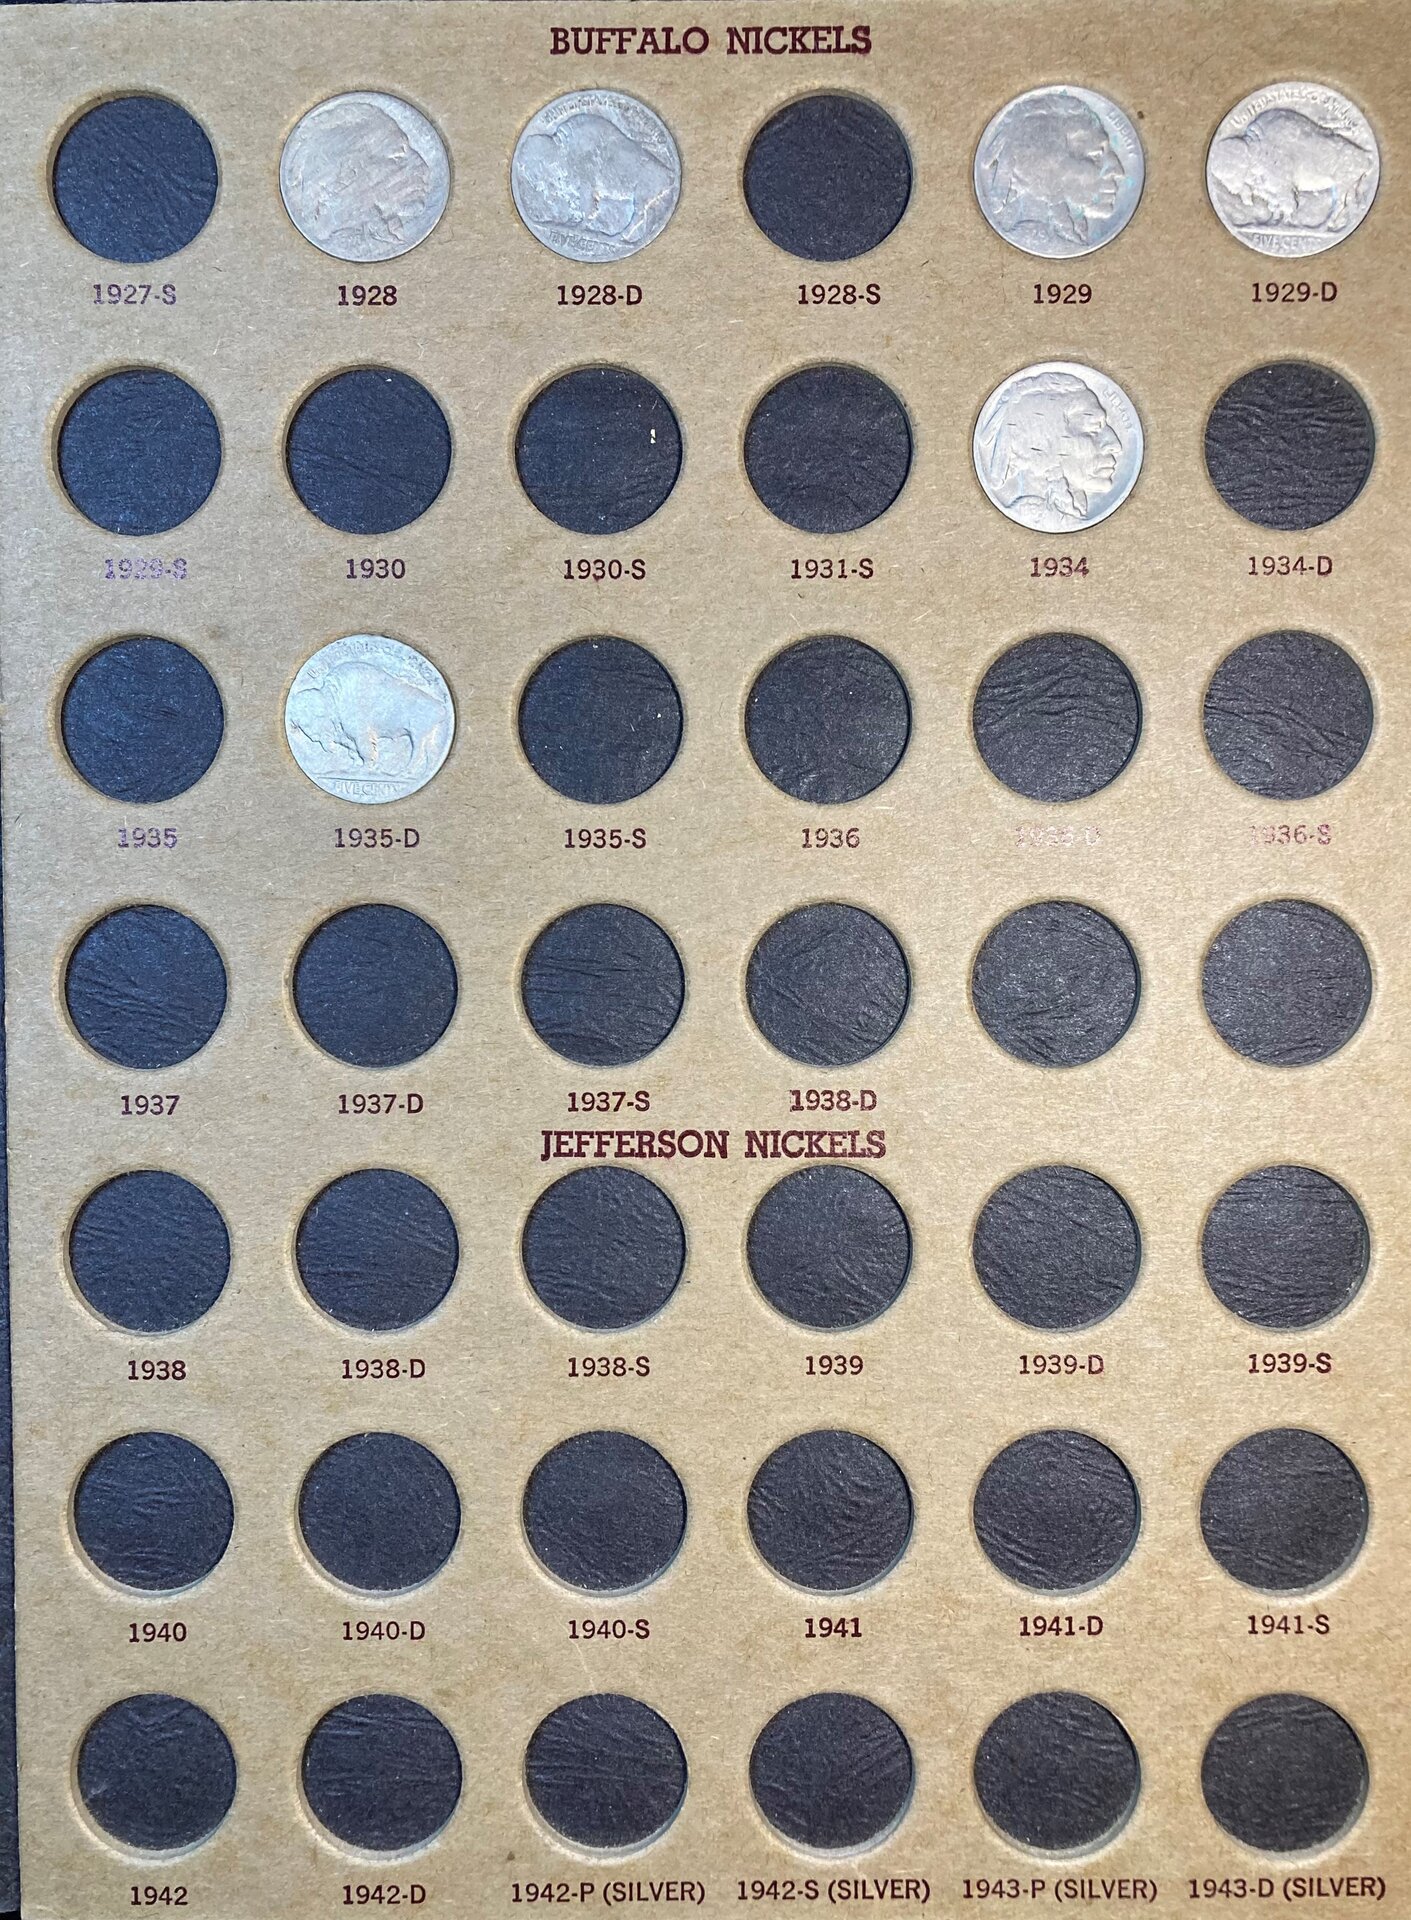 BUFFALO NICKELS
1927-S 1928 1928-D 1928-S 1929 1929-D
1929-S 1930 1930-S 1931-S 1934 1934-D
1935 1935-D 1935-S 1936 1936-D 1936-S
1937 1937-D 1937-S 1938-D
JEFFERSON NICKELS
1938 1938-D 1938-S 1939 1939-D 1939-S
1940 1940-D 1940-S 1941 1941-D 1941-S
1942 1942-D 1942-P (SILVER) 1942-S (SILVER) 1943-P (SILVER) 1943-D (SILVER)